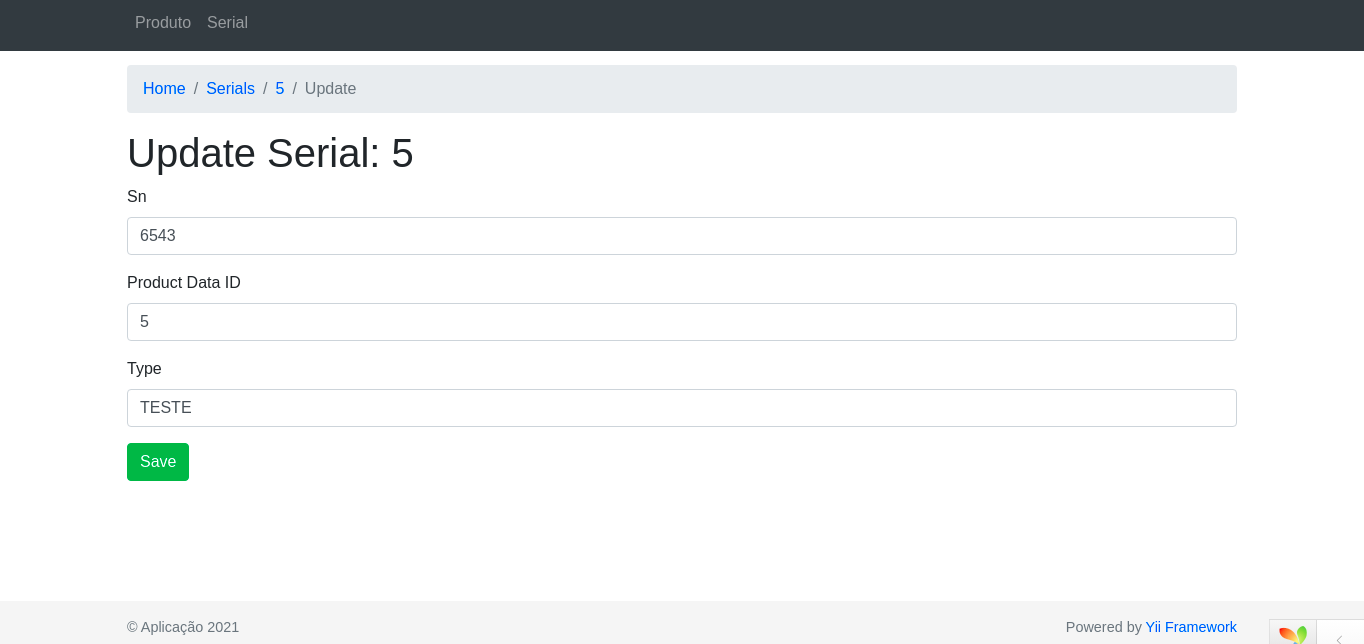 Produto Serial
Home / Serials / 5 / Update
Update Serial: 5
Sn
6543
Product Data ID
5
Type
TESTE
Save
© Aplicação 2021 Powered by Yii Framework